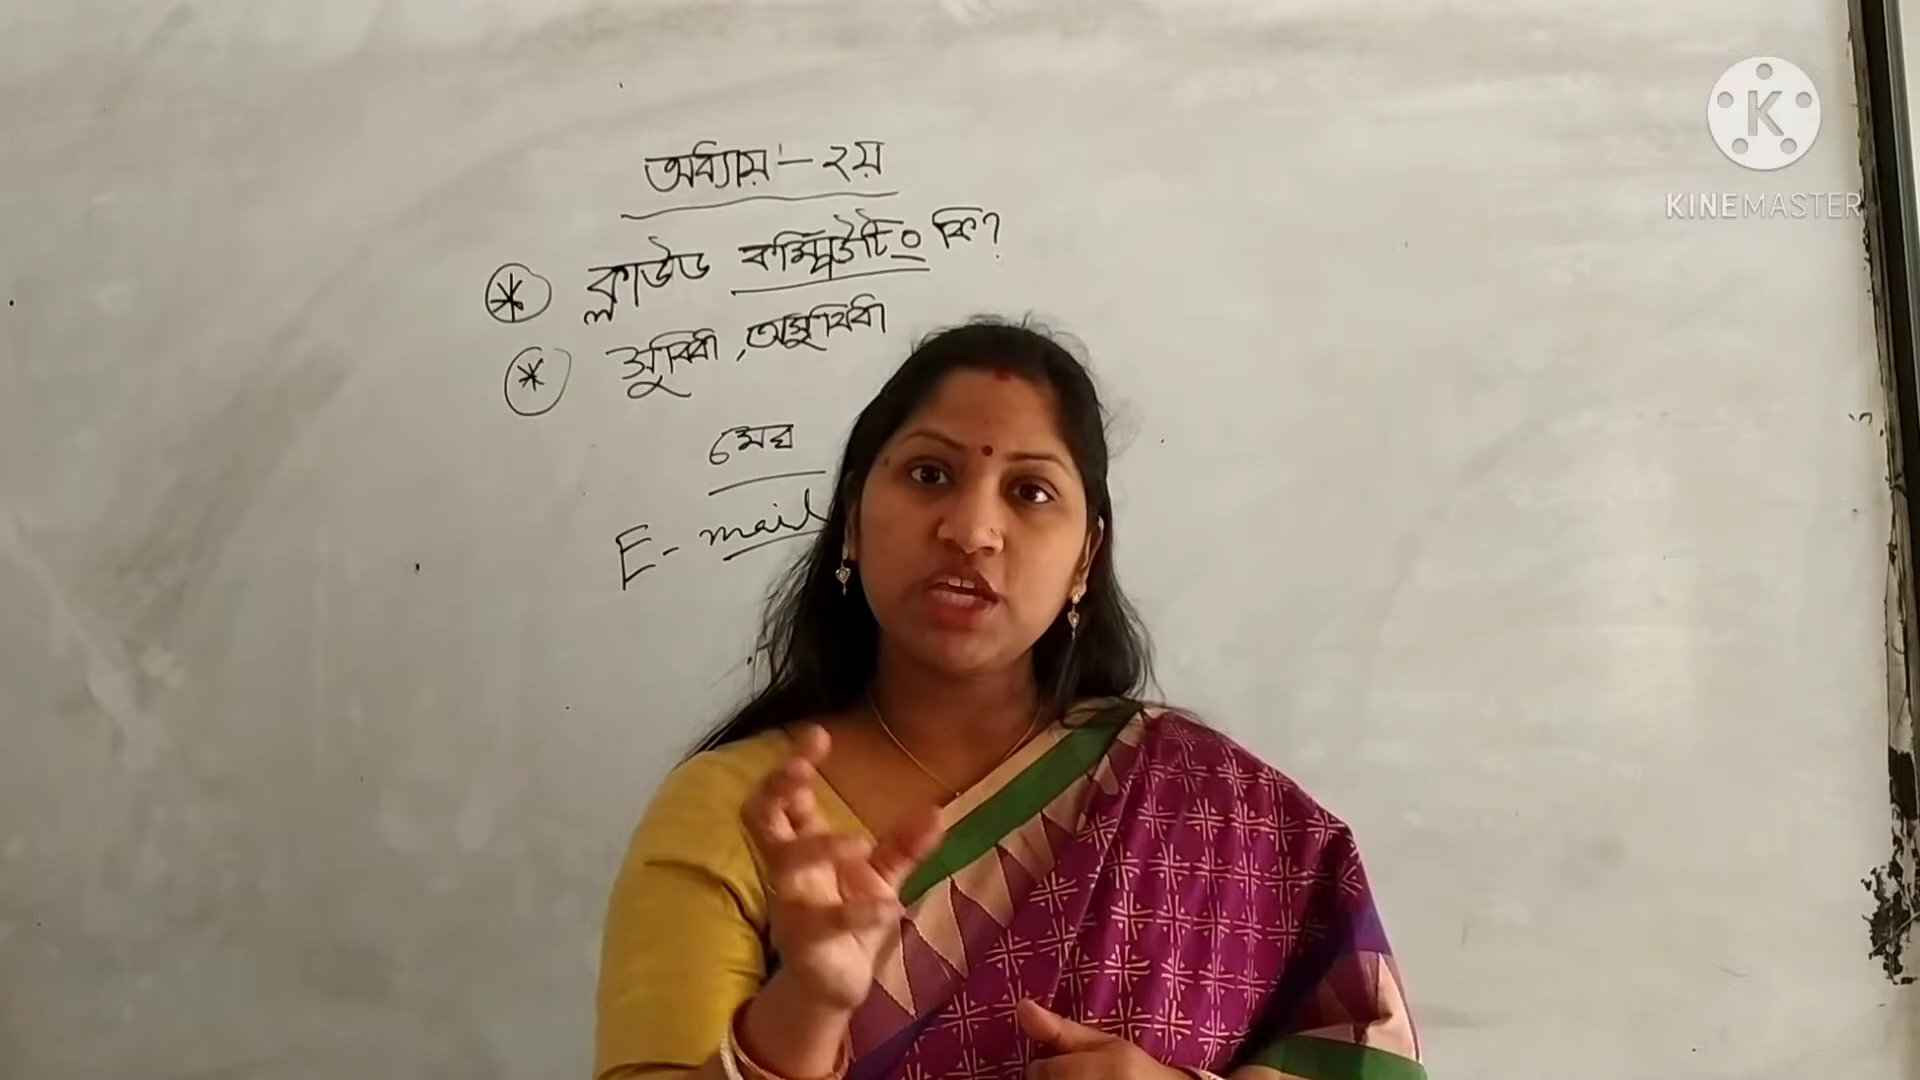 অধ্যায়:- ২য়
ক্লাউড কম্পিউটিং কি?
সুবিধা, অসুবিধা
মেঘ
E-mail
K
KINEMASTER